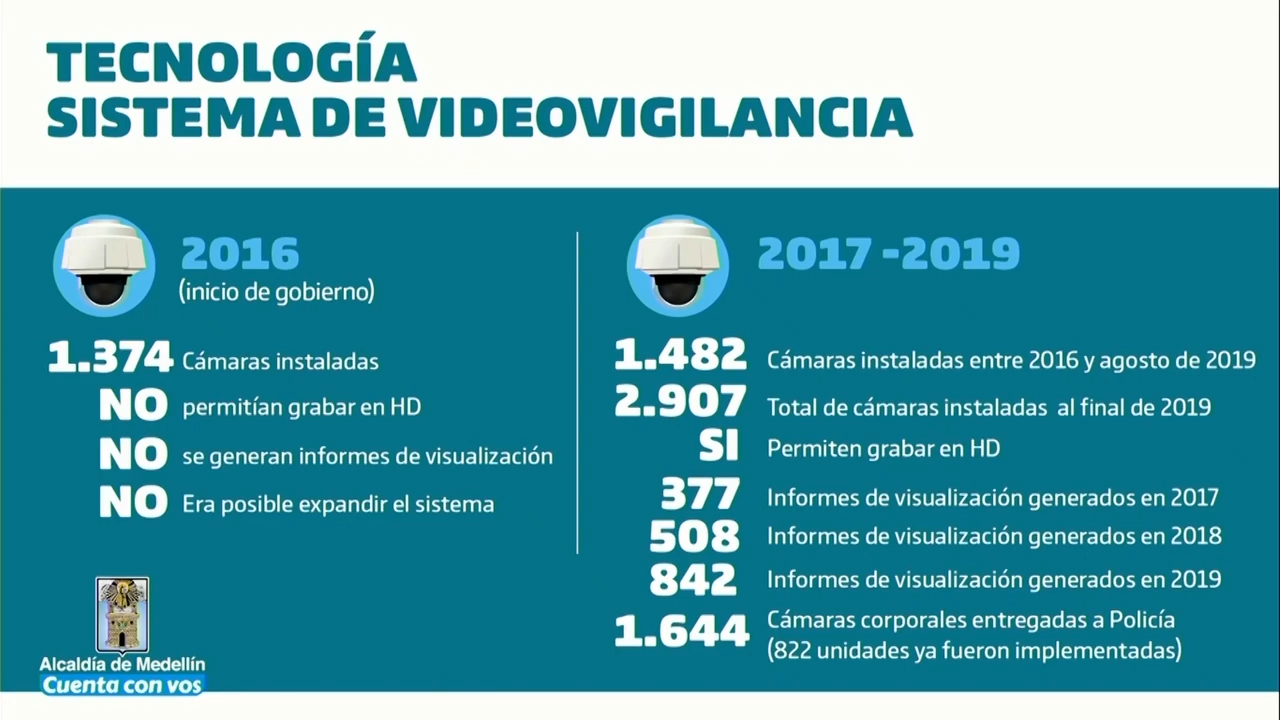 TECNOLOGÍA
SISTEMA DE VIDEOVIGILANCIA
2016
(inicio de gobierno)
1.374 Cámaras instaladas
NO permitían grabar en HD
NO se generan informes de visualización
NO Era posible expandir el sistema
2017 -2019
1.482 Cámaras instaladas entre 2016 y agosto de 2019
2.907 Total de cámaras instaladas al final de 2019
SI Permiten grabar en HD
377 Informes de visualización generados en 2017
508 Informes de visualización generados en 2018
842 Informes de visualización generados en 2019
1.644 Cámaras corporales entregadas a Policía
(822 unidades ya fueron implementadas)
Alcaldía de Medellín
Cuenta con vos